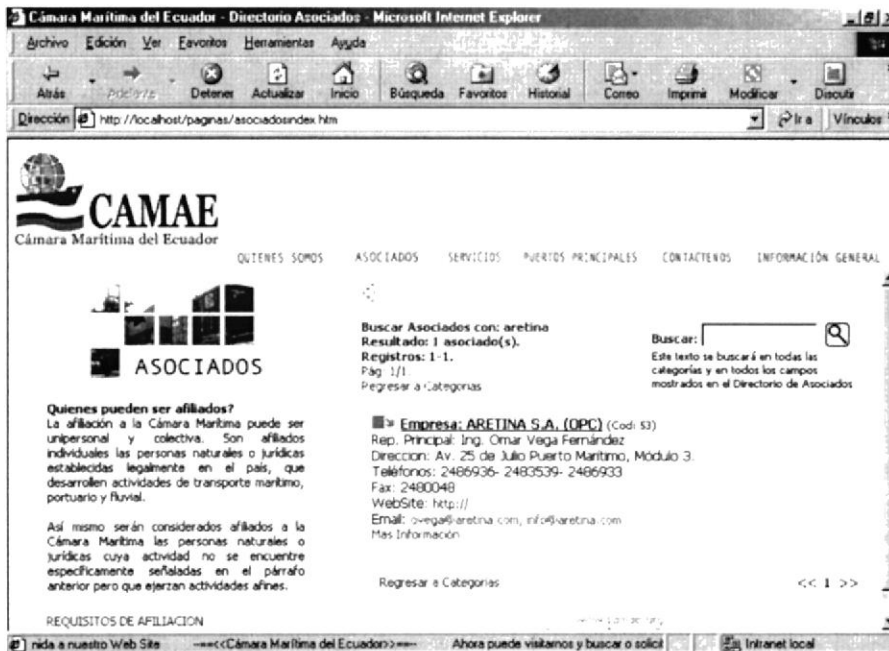 Cámara Marítima del Ecuador - Directorio Asociados - Microsoft Internet Explorer
Archivo Edición Ver Favoritos Herramientas Ayuda
Atrás Adelante Detener Actualizar Inicio Búsqueda Favoritos Historial Correo Imprimir Modificar Discutir
Dirección http://localhost/paginas/asociadosindex.htm Ir a Vínculos
CAMAE
Cámara Marítima del Ecuador
QUIENES SOMOS ASOCIADOS SERVICIOS PUERTOS PRINCIPALES CONTACTENOS INFORMACIÓN GENERAL
ASOCIADOS
Quienes pueden ser afiliados?
La afiliación a la Cámara Marítima puede ser
unipersonal y colectiva. Son afiliados
individuales las personas naturales o jurídicas
establecidas legalmente en el país, que
desarrollen actividades de transporte marítimo,
portuario y fluvial.
Así mismo serán considerados afiliados a la
Cámara Marítima las personas naturales o
jurídicas cuya actividad no se encuentre
específicamente señaladas en el párrafo
anterior pero que ejerzan actividades afines.
REQUISITOS DE AFILIACION
Buscar Asociados con: aretina
Resultado: 1 asociado(s).
Registros: 1-1.
Pág: 1/1
Regresar a Categorias
Buscar:
Este texto se buscará en todas las
categorías y en todos los campos
mostrados en el Directorio de Asociados
Empresa: ARETINA S.A. (OPC) (Codi: 53)
Rep. Principal: Ing. Omar Vega Fernández
Direccion: Av. 25 de Julio Puerto Marítimo, Módulo 3.
Teléfonos: 2486936- 2483539- 2486933
Fax: 2480048
WebSite: http://
Email: ovega@aretina.com, info@aretina.com
Mas Información
Regresar a Categorias << 1 >>
nida a nuestro Web Site -==<<Cámara Marítima del Ecuador>>==- Ahora puede visitarnos y buscar o solicit Intranet local